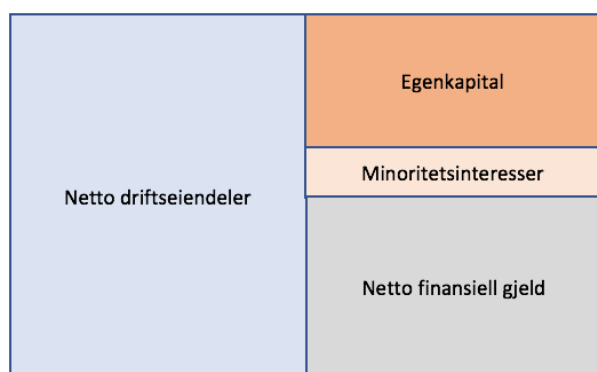 Egenkapital
Minoritetsinteresser
Netto driftseiendeler
Netto finansiell gjeld